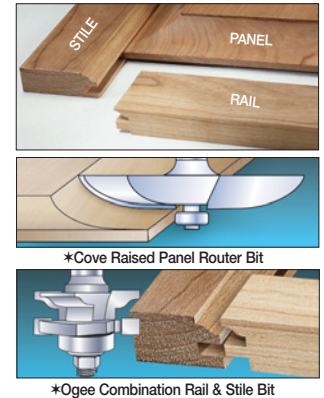 STILE
PANEL
RAIL
✶Cove Raised Panel Router Bit
✶Ogee Combination Rail & Stile Bit